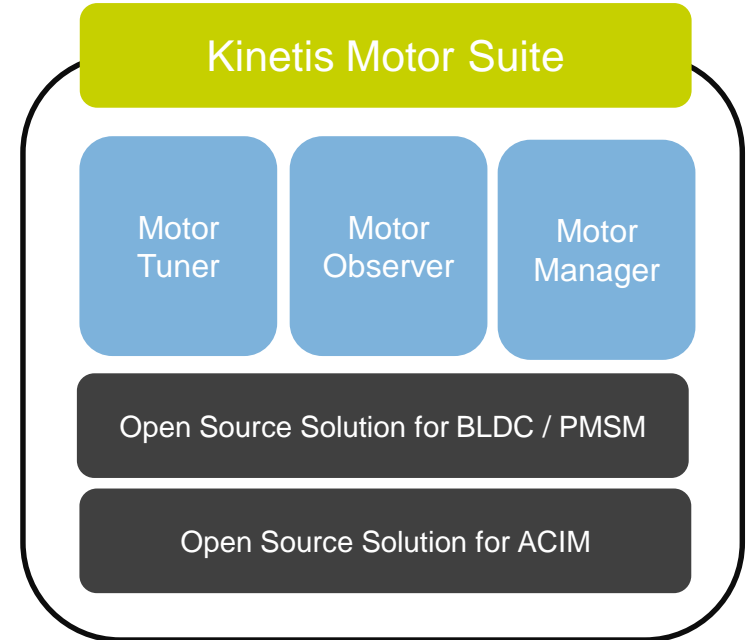 Kinetis Motor Suite
Motor
Tuner
Motor
Observer
Motor
Manager
Open Source Solution for BLDC / PMSM
Open Source Solution for ACIM